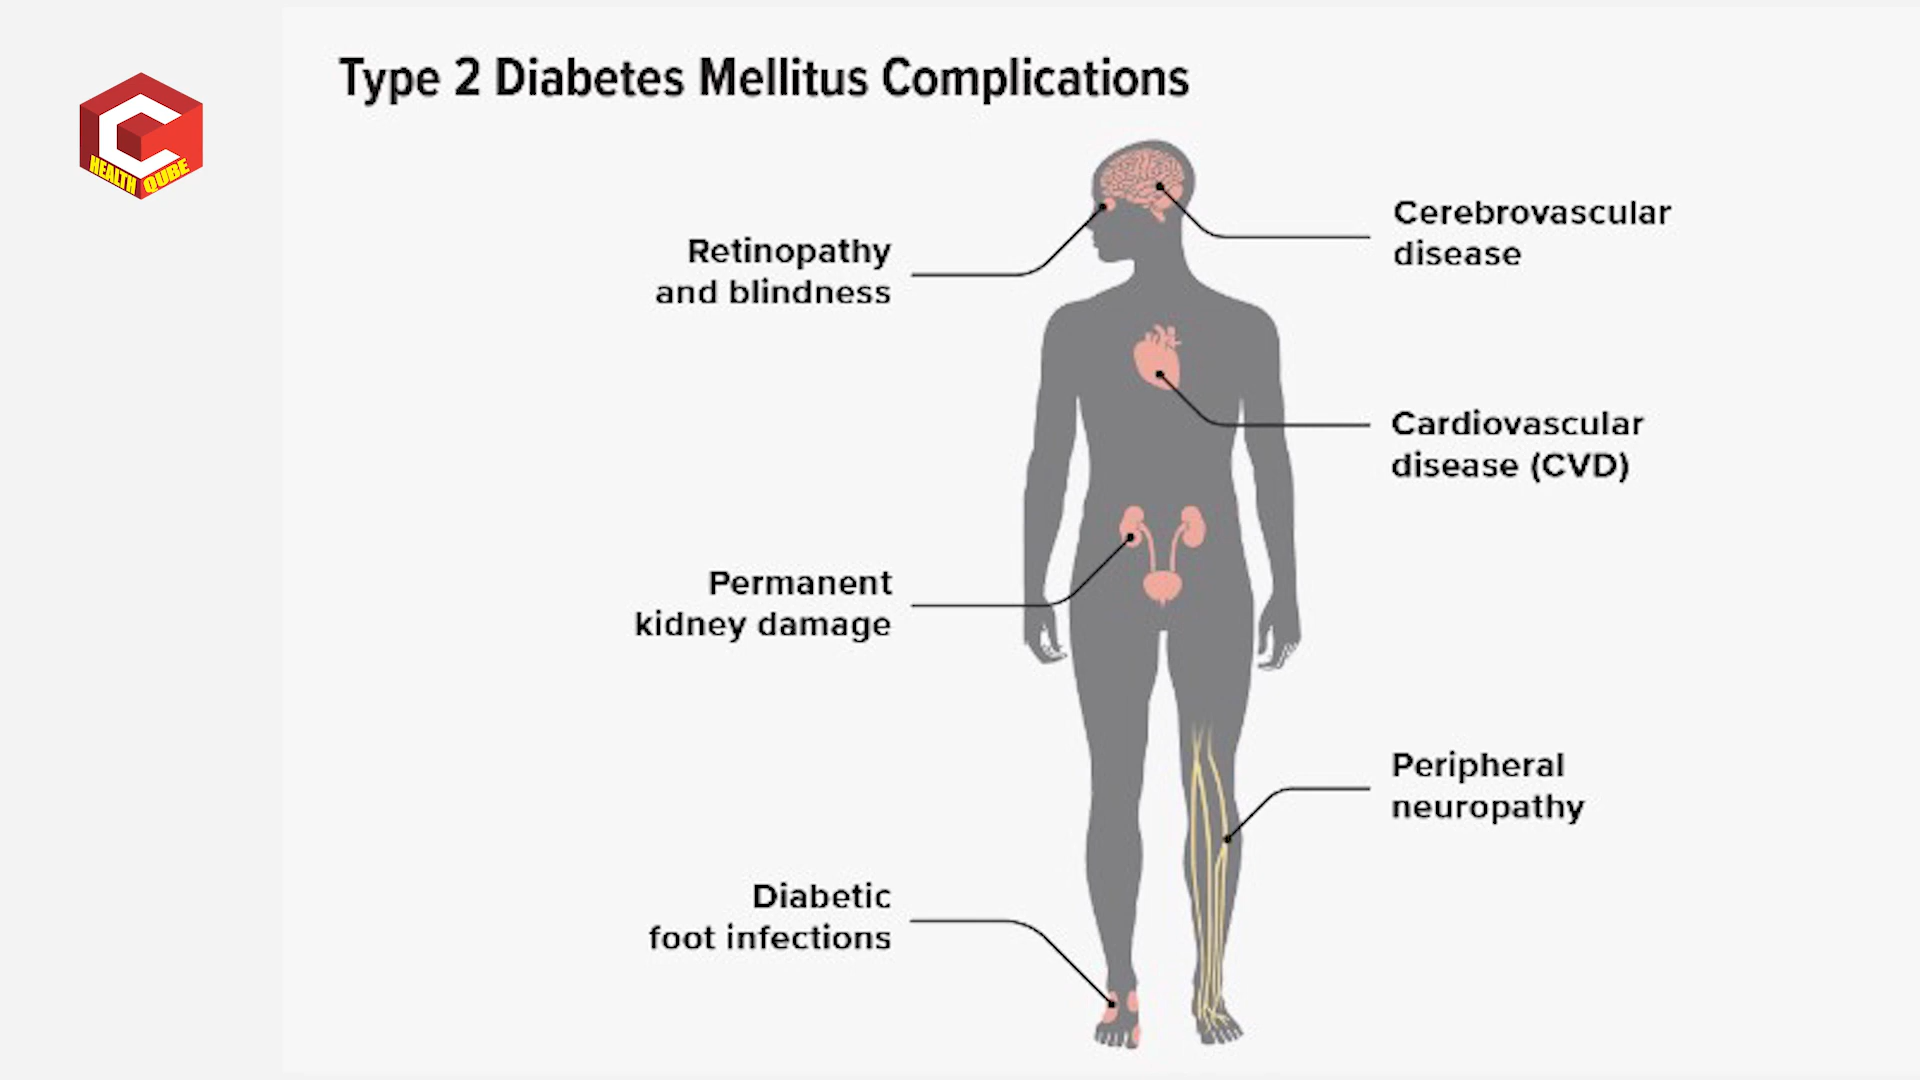 Type 2 Diabetes Mellitus Complications
HEALTH QUBE
Cerebrovascular
disease
Retinopathy
and blindness
Cardiovascular
disease (CVD)
Permanent
kidney damage
Peripheral
neuropathy
Diabetic
foot infections